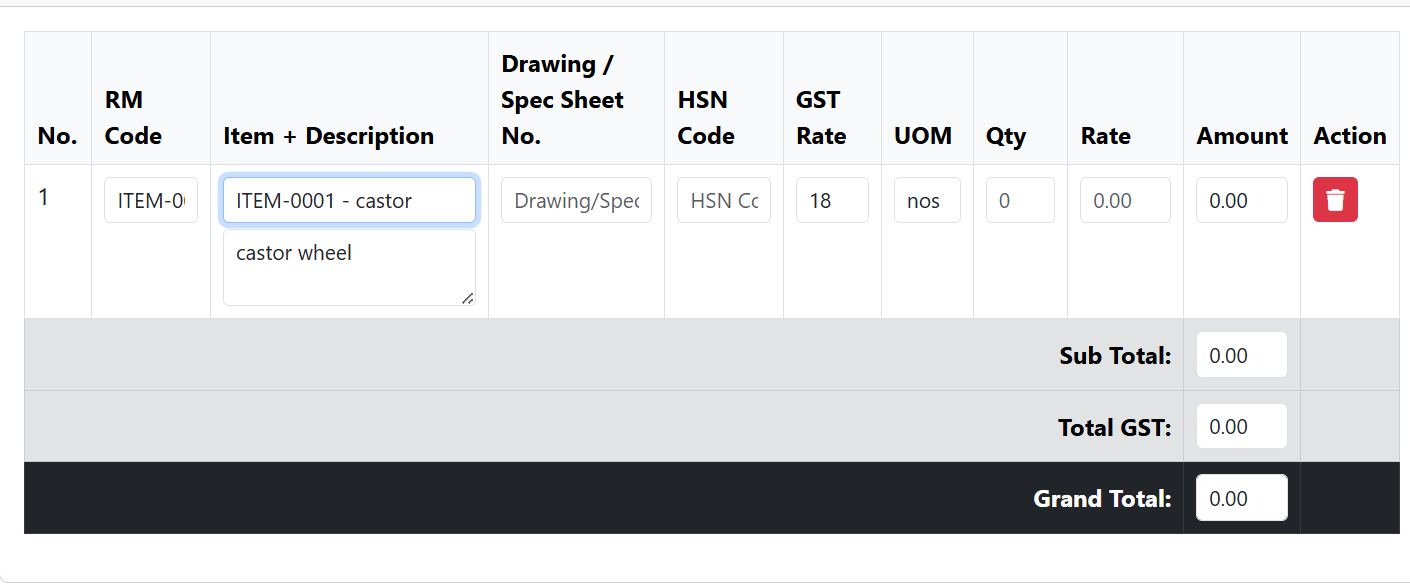 No.
RM
Code
Item + Description
Drawing /
Spec Sheet
No.
HSN
Code
GST
Rate
UOM
Qty
Rate
Amount
Action
1
ITEM-0
ITEM-0001 - castor
castor wheel
Drawing/Spec
HSN Co
18
nos
0
0.00
0.00
Sub Total:
0.00
Total GST:
0.00
Grand Total:
0.00